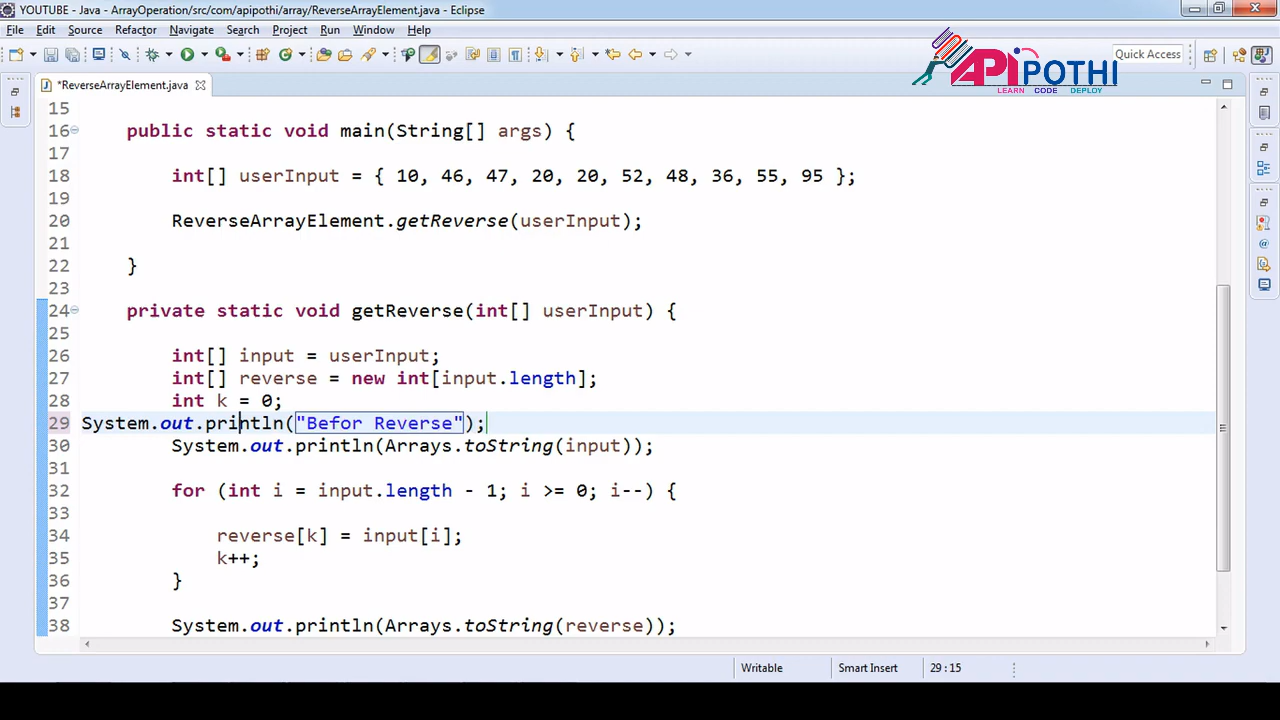 YOUTUBE - Java - ArrayOperation/src/com/apipothi/array/ReverseArrayElement.java - Eclipse
File Edit Source Refactor Navigate Search Project Run Window Help
Quick Access
APIPOTHI
LEARN CODE DEPLOY
*ReverseArrayElement.java
15
16 public static void main(String[] args) {
17
18 int[] userInput = { 10, 46, 47, 20, 20, 52, 48, 36, 55, 95 };
19
20 ReverseArrayElement.getReverse(userInput);
21
22 }
23
24 private static void getReverse(int[] userInput) {
25
26 int[] input = userInput;
27 int[] reverse = new int[input.length];
28 int k = 0;
29 System.out.println("Befor Reverse");
30 System.out.println(Arrays.toString(input));
31
32 for (int i = input.length - 1; i >= 0; i--) {
33
34 reverse[k] = input[i];
35 k++;
36 }
37
38 System.out.println(Arrays.toString(reverse));
Writable Smart Insert 29 : 15